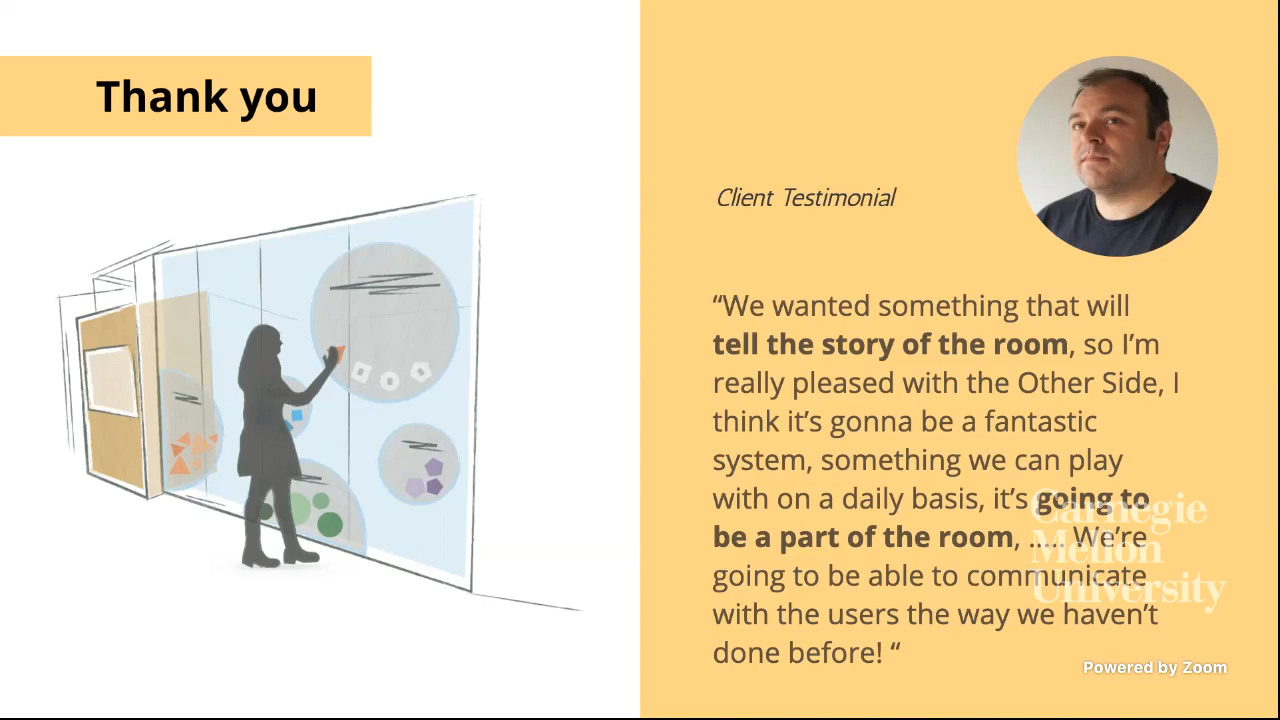 Thank you
Client Testimonial
“We wanted something that will
tell the story of the room, so I’m
really pleased with the Other Side, I
think it’s gonna be a fantastic
system, something we can play
with on a daily basis, it’s going to
be a part of the room, ..... We’re
going to be able to communicate
with the users the way we haven’t
done before! “
Carnegie
Mellon
University
Powered by Zoom